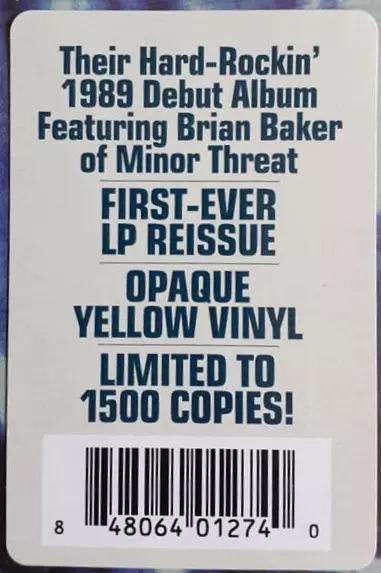 Their Hard-Rockin'
1989 Debut Album
Featuring Brian Baker
of Minor Threat
FIRST-EVER
LP REISSUE
OPAQUE
YELLOW VINYL
LIMITED TO
1500 COPIES!
8 48064 01274 0